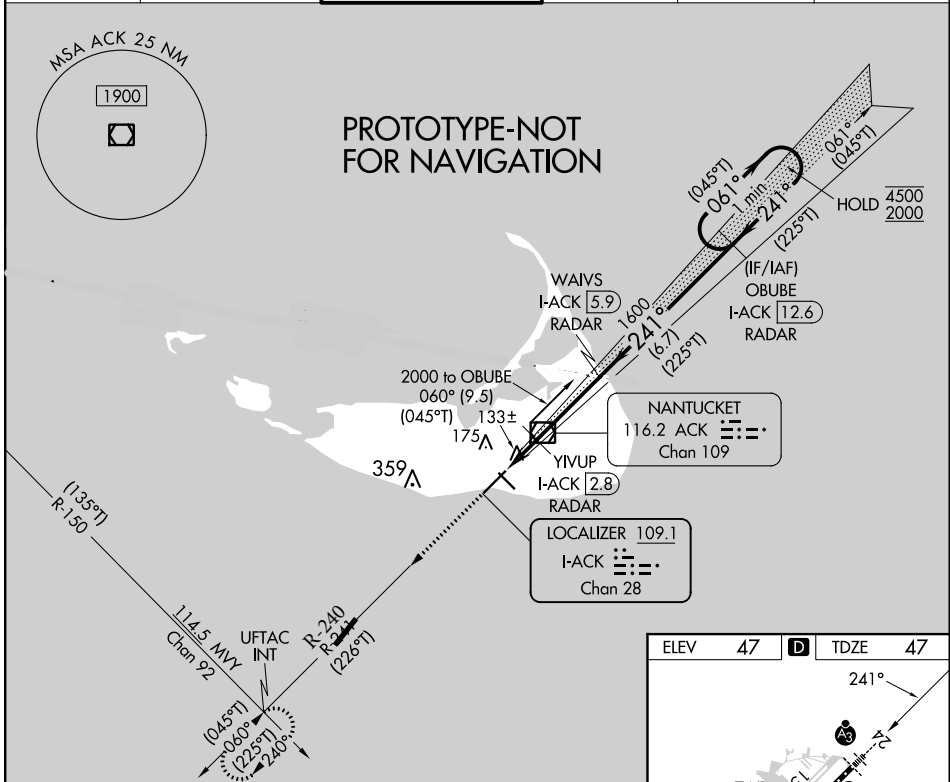 MSA ACK 25 NM
1900
PROTOTYPE-NOT
FOR NAVIGATION
(045°T)
061°
1 min
241°
(225°T)
061°
(045°T)
HOLD 4500
2000
(IF/IAF)
OBUBE
I-ACK 12.6
RADAR
WAIVS
I-ACK 5.9
RADAR
1600
241°
(6.7)
(225°T)
2000 to OBUBE
060° (9.5)
(045°T)
133±
175
359
NANTUCKET
116.2 ACK
Chan 109
YIVUP
I-ACK 2.8
RADAR
LOCALIZER 109.1
I-ACK
Chan 28
(135°T)
R-150
114.5 MVY
Chan 92
UFTAC
INT
R-240
(226°T)
(045°T)
060°
(225°T)
240°
ELEV 47 D TDZE 47
241°
A3
24